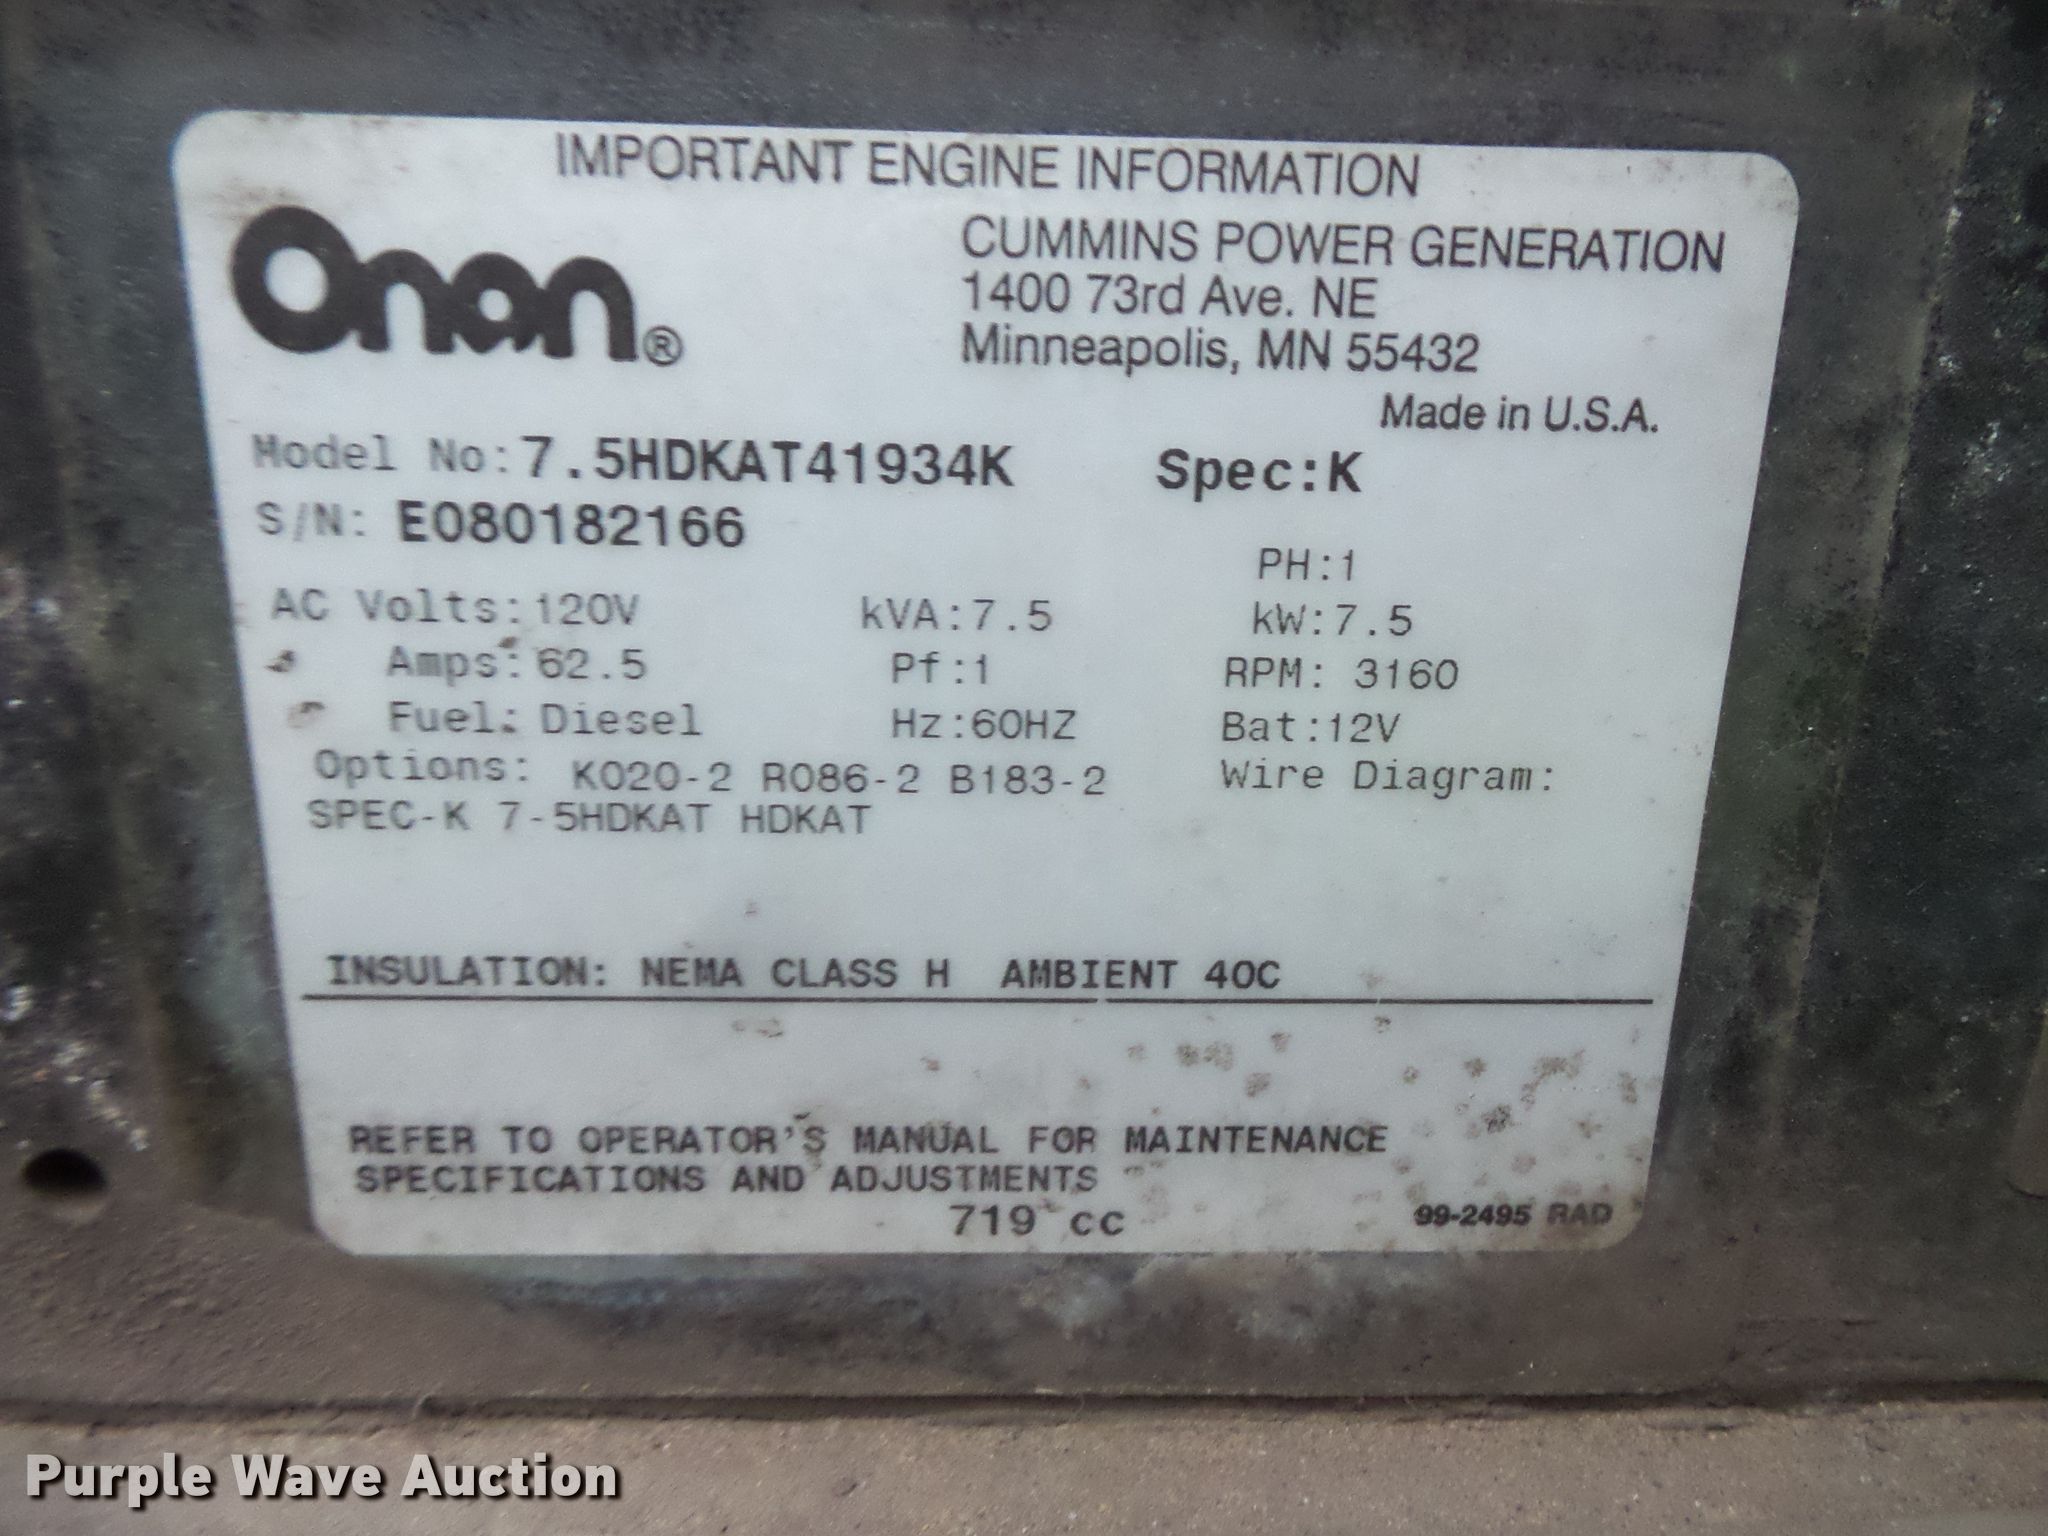 IMPORTANT ENGINE INFORMATION
Onan®
CUMMINS POWER GENERATION
1400 73rd Ave. NE
Minneapolis, MN 55432
Made in U.S.A.
Model No:7.5HDKAT41934K Spec:K
S/N: E080182166
PH:1
AC Volts:120V kVA:7.5 kW:7.5
Amps:62.5 Pf:1 RPM: 3160
Fuel: Diesel Hz:60HZ Bat:12V
Options: K020-2 R086-2 B183-2 Wire Diagram:
SPEC-K 7-5HDKAT HDKAT
INSULATION: NEMA CLASS H AMBIENT 40C
REFER TO OPERATOR'S MANUAL FOR MAINTENANCE
SPECIFICATIONS AND ADJUSTMENTS
719 cc
99-2495 RAD
Purple Wave Auction